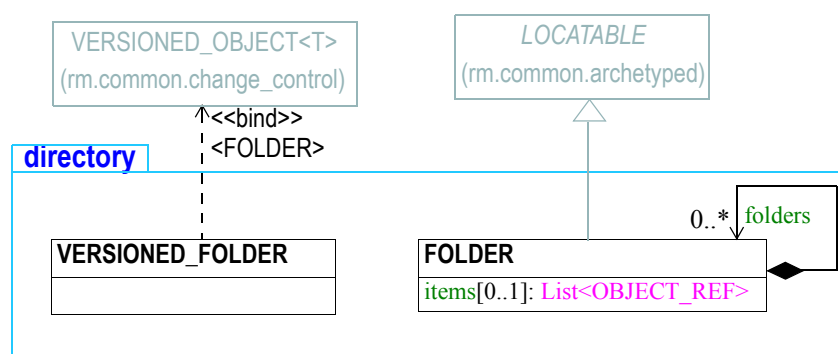 VERSIONED_OBJECT<T>
(rm.common.change_control)
LOCATABLE
(rm.common.archetyped)
<<bind>>
<FOLDER>
directory
0..* folders
VERSIONED_FOLDER
FOLDER
items[0..1]: List<OBJECT_REF>